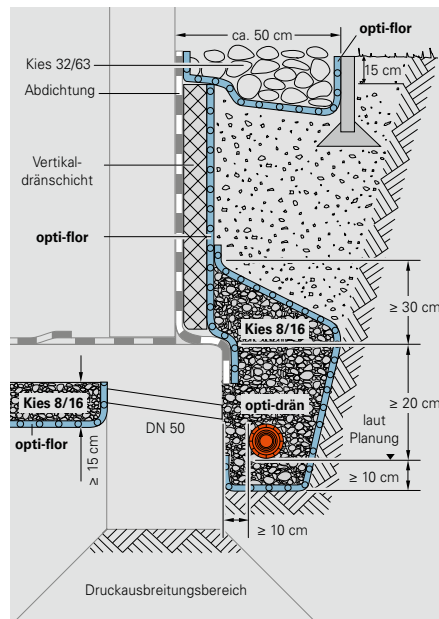 opti-flor
ca. 50 cm
Kies 32/63
Abdichtung
15 cm
Vertikal-
dränschicht
opti-flor
≥ 30 cm
Kies 8/16
Kies 8/16
opti-drän
≥ 20 cm
laut
Planung
opti-flor
DN 50
≥ 15 cm
≥ 10 cm
≥ 10 cm
Druckausbreitungsbereich